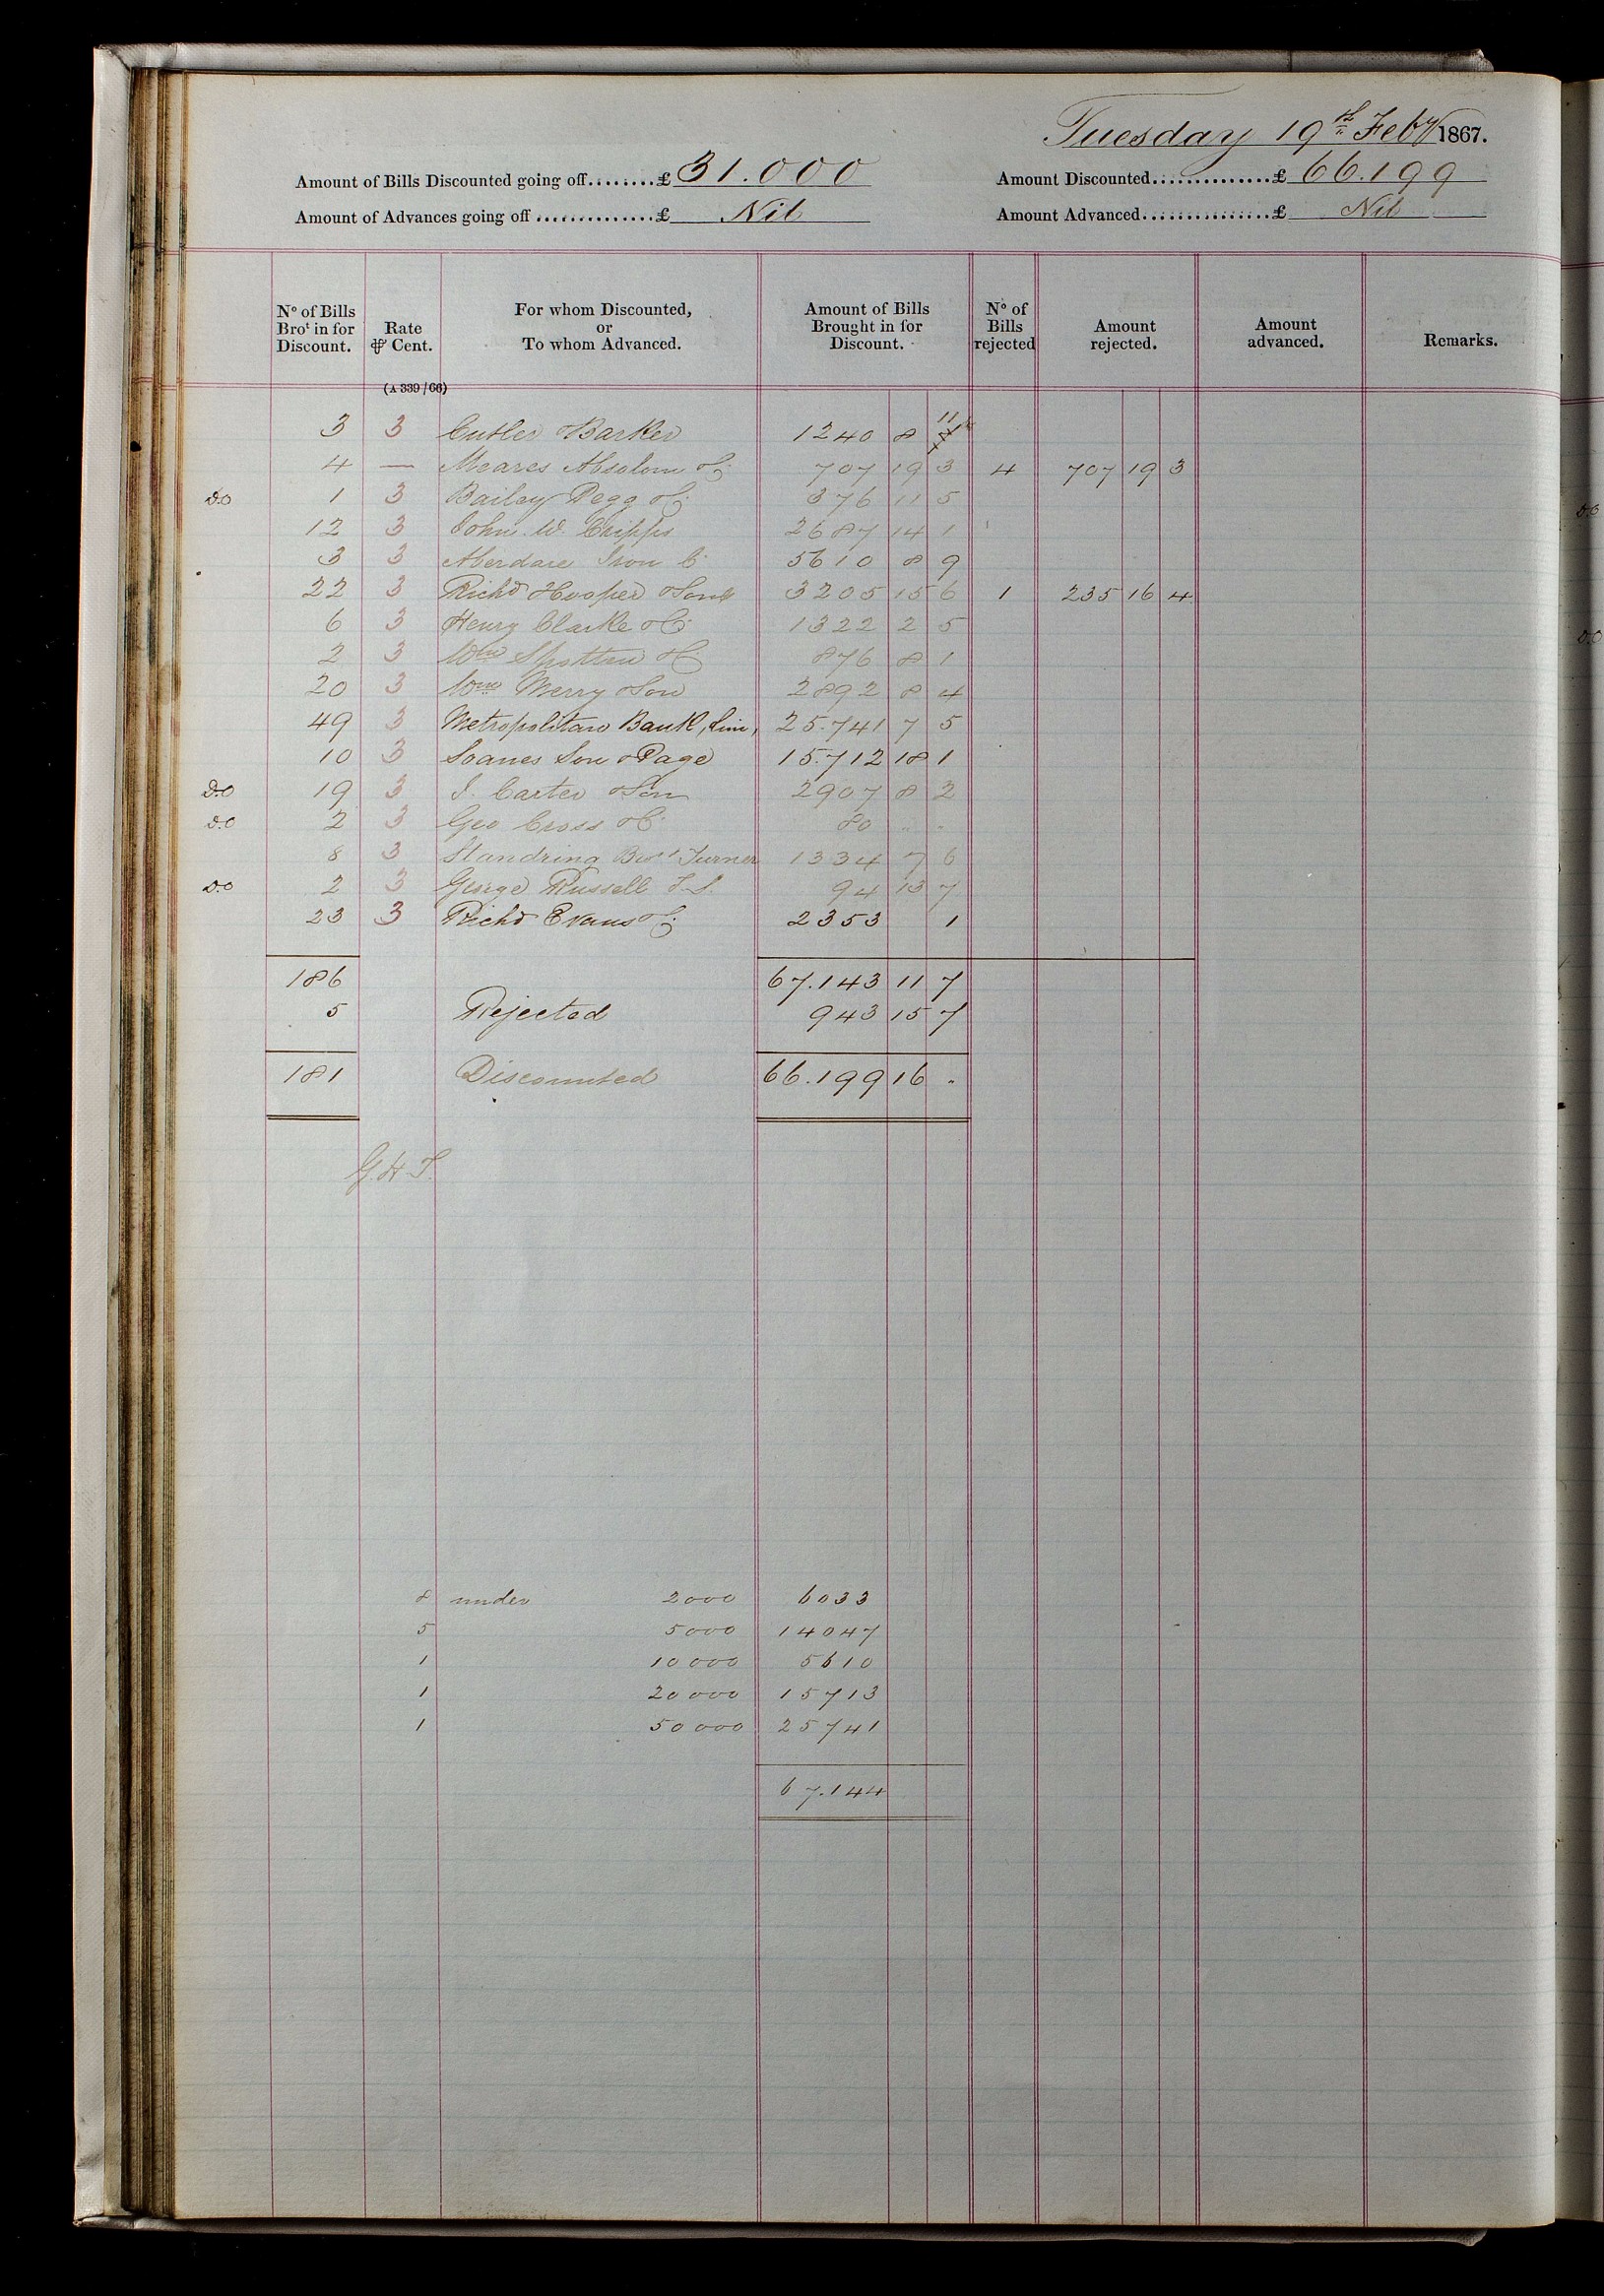 Tuesday 19th Feby 1867.
Amount of Bills Discounted going off........£ 31.000 Amount Discounted...............£ 66.199
Amount of Advances going off..............£ Nil Amount Advanced...............£ Nil
No of Bills Brot in for Discount. Rate ⅌ Cent. For whom Discounted, or To whom Advanced. Amount of Bills Brought in for Discount. No of Bills rejected Amount rejected. Amount advanced. Remarks.
(A 339/66)
3 3 Cutler Barker 1240 8 11
4 — Meares Absolom & Co 707 19 3 4 707 19 3
D.O 1 3 Bailey Pegg & Co 376 11 5
12 3 John W. Cripps 2687 14 1
3 3 Aberdare Iron Co 5610 8 9
22 3 Richd Hooper & Sons 3205 15 6 1 235 16 4
6 3 Henry Clarke & Co 1322 2 5
2 3 Wm & Co 876 8 1
20 3 Wm Merry & Son 2892 8 4
49 3 Metropolitan Bank, Lim, 25.741 7 5
10 3 Soanes Son & Page 15.712 18 1
D.O 19 3 J. Carter & Son 2907 8 2
D.O 2 3 Geo Cross & Co 80 " "
8 3 Standring Bros & Turner 1334 7 6
D.O 2 3 George Russell 94 13 7
23 3 Richd Evans & Co 2353 1
186 67.143 11 7
5 Rejected 943 15 7
181 Discounted 66.199 16 "
8 under 2000 6033
5 5000 14047
1 10000 5610
1 20000 15713
1 50000 25741
67.144